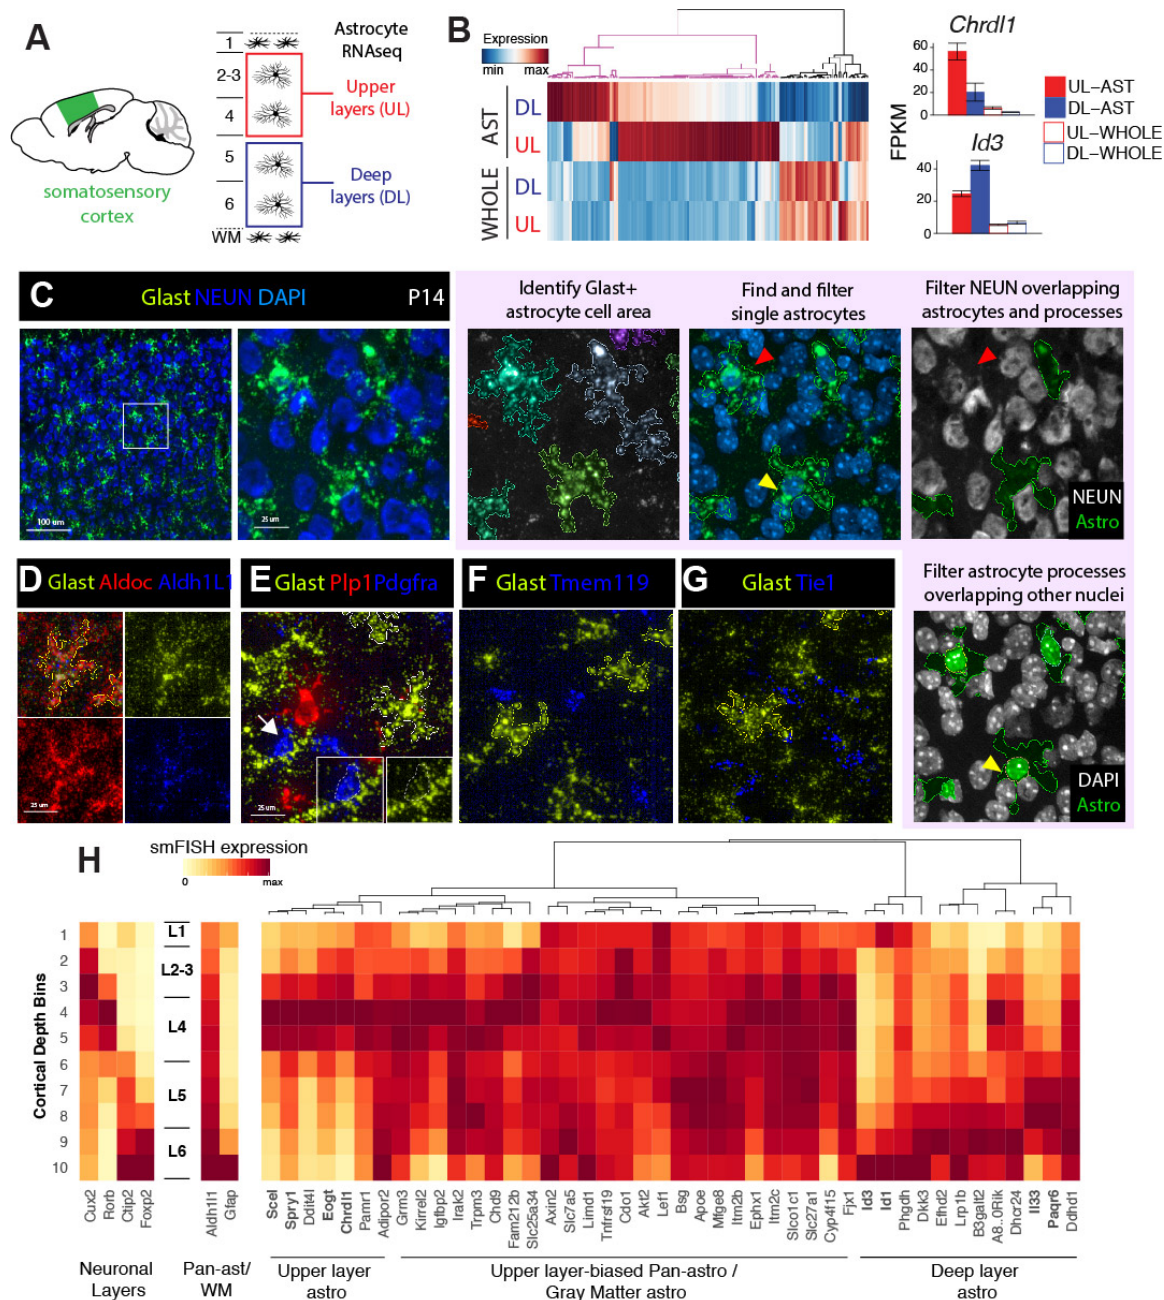 A
Astrocyte
RNAseq
1
2-3
4
5
6
WM
Upper
layers (UL)
Deep
layers (DL)
somatosensory
cortex
B
Expression
min max
AST
DL
UL
WHOLE
DL
UL
Chrdl1
60
40
20
0
FPKM
Id3
40
20
0
UL-AST
DL-AST
UL-WHOLE
DL-WHOLE
C
Glast NEUN DAPI P14
100 um
25 um
Identify Glast+
astrocyte cell area
Find and filter
single astrocytes
Filter NEUN overlapping
astrocytes and processes
NEUN
Astro
D Glast Aldoc Aldh1L1
25 um
E Glast Plp1 Pdgfra
25 um
F Glast Tmem119
G Glast Tie1
Filter astrocyte processes
overlapping other nuclei
DAPI
Astro
H
smFISH expression
0 max
Cortical Depth Bins
1
2
3
4
5
6
7
8
9
10
L1
L2-3
L4
L5
L6
Cux2 Rorb Ctip2 Foxp2
Aldh1l1 Gfap
Scel Spry1 Ddit4l Eogt Chrdl1 Pamr1 Adipor2 Grm3 Kirrel2 Igfbp2 Irak2 Trpm3 Chd9 Fam212b Slc25a34 Axin2 Slc7a5 Limd1 Tnfrsf19 Cdo1 Akt2 Lef1 Bsg Apoe Mfge8 Itm2b Ephx1 Itm2c Slco1c1 Slc27a1 Cyp4f15 Fjx1 Id3 Id1 Phgdh Dkk3 Efhd2 Lrp1b B3galt2 A8..0Rik Dhcr24 Il33 Paqr6 Ddhd1
Neuronal
Layers
Pan-ast/
WM
Upper layer
astro
Upper layer-biased Pan-astro /
Gray Matter astro
Deep layer
astro